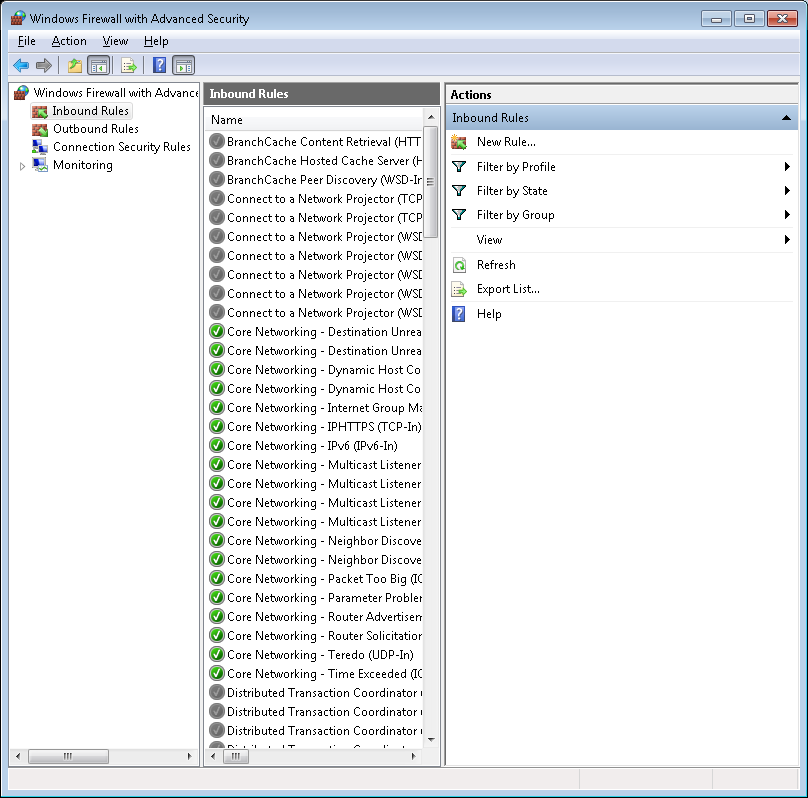 Windows Firewall with Advanced Security
File Action View Help
Windows Firewall with Advance
Inbound Rules
Outbound Rules
Connection Security Rules
Monitoring
Inbound Rules
Name
BranchCache Content Retrieval (HTT
BranchCache Hosted Cache Server (H
BranchCache Peer Discovery (WSD-In
Connect to a Network Projector (TCP
Connect to a Network Projector (TCP
Connect to a Network Projector (WSD
Connect to a Network Projector (WSD
Connect to a Network Projector (WSD
Connect to a Network Projector (WSD
Connect to a Network Projector (WSD
Core Networking - Destination Unrea
Core Networking - Destination Unrea
Core Networking - Dynamic Host Co
Core Networking - Dynamic Host Co
Core Networking - Internet Group Ma
Core Networking - IPHTTPS (TCP-In)
Core Networking - IPv6 (IPv6-In)
Core Networking - Multicast Listener
Core Networking - Multicast Listener
Core Networking - Multicast Listener
Core Networking - Multicast Listener
Core Networking - Neighbor Discove
Core Networking - Neighbor Discove
Core Networking - Packet Too Big (IC
Core Networking - Parameter Problem
Core Networking - Router Advertisem
Core Networking - Router Solicitation
Core Networking - Teredo (UDP-In)
Core Networking - Time Exceeded (IC
Distributed Transaction Coordinator
Distributed Transaction Coordinator
Distributed Transaction Coordinator
Distributed Transaction Coordinator
Actions
Inbound Rules
New Rule...
Filter by Profile
Filter by State
Filter by Group
View
Refresh
Export List...
Help